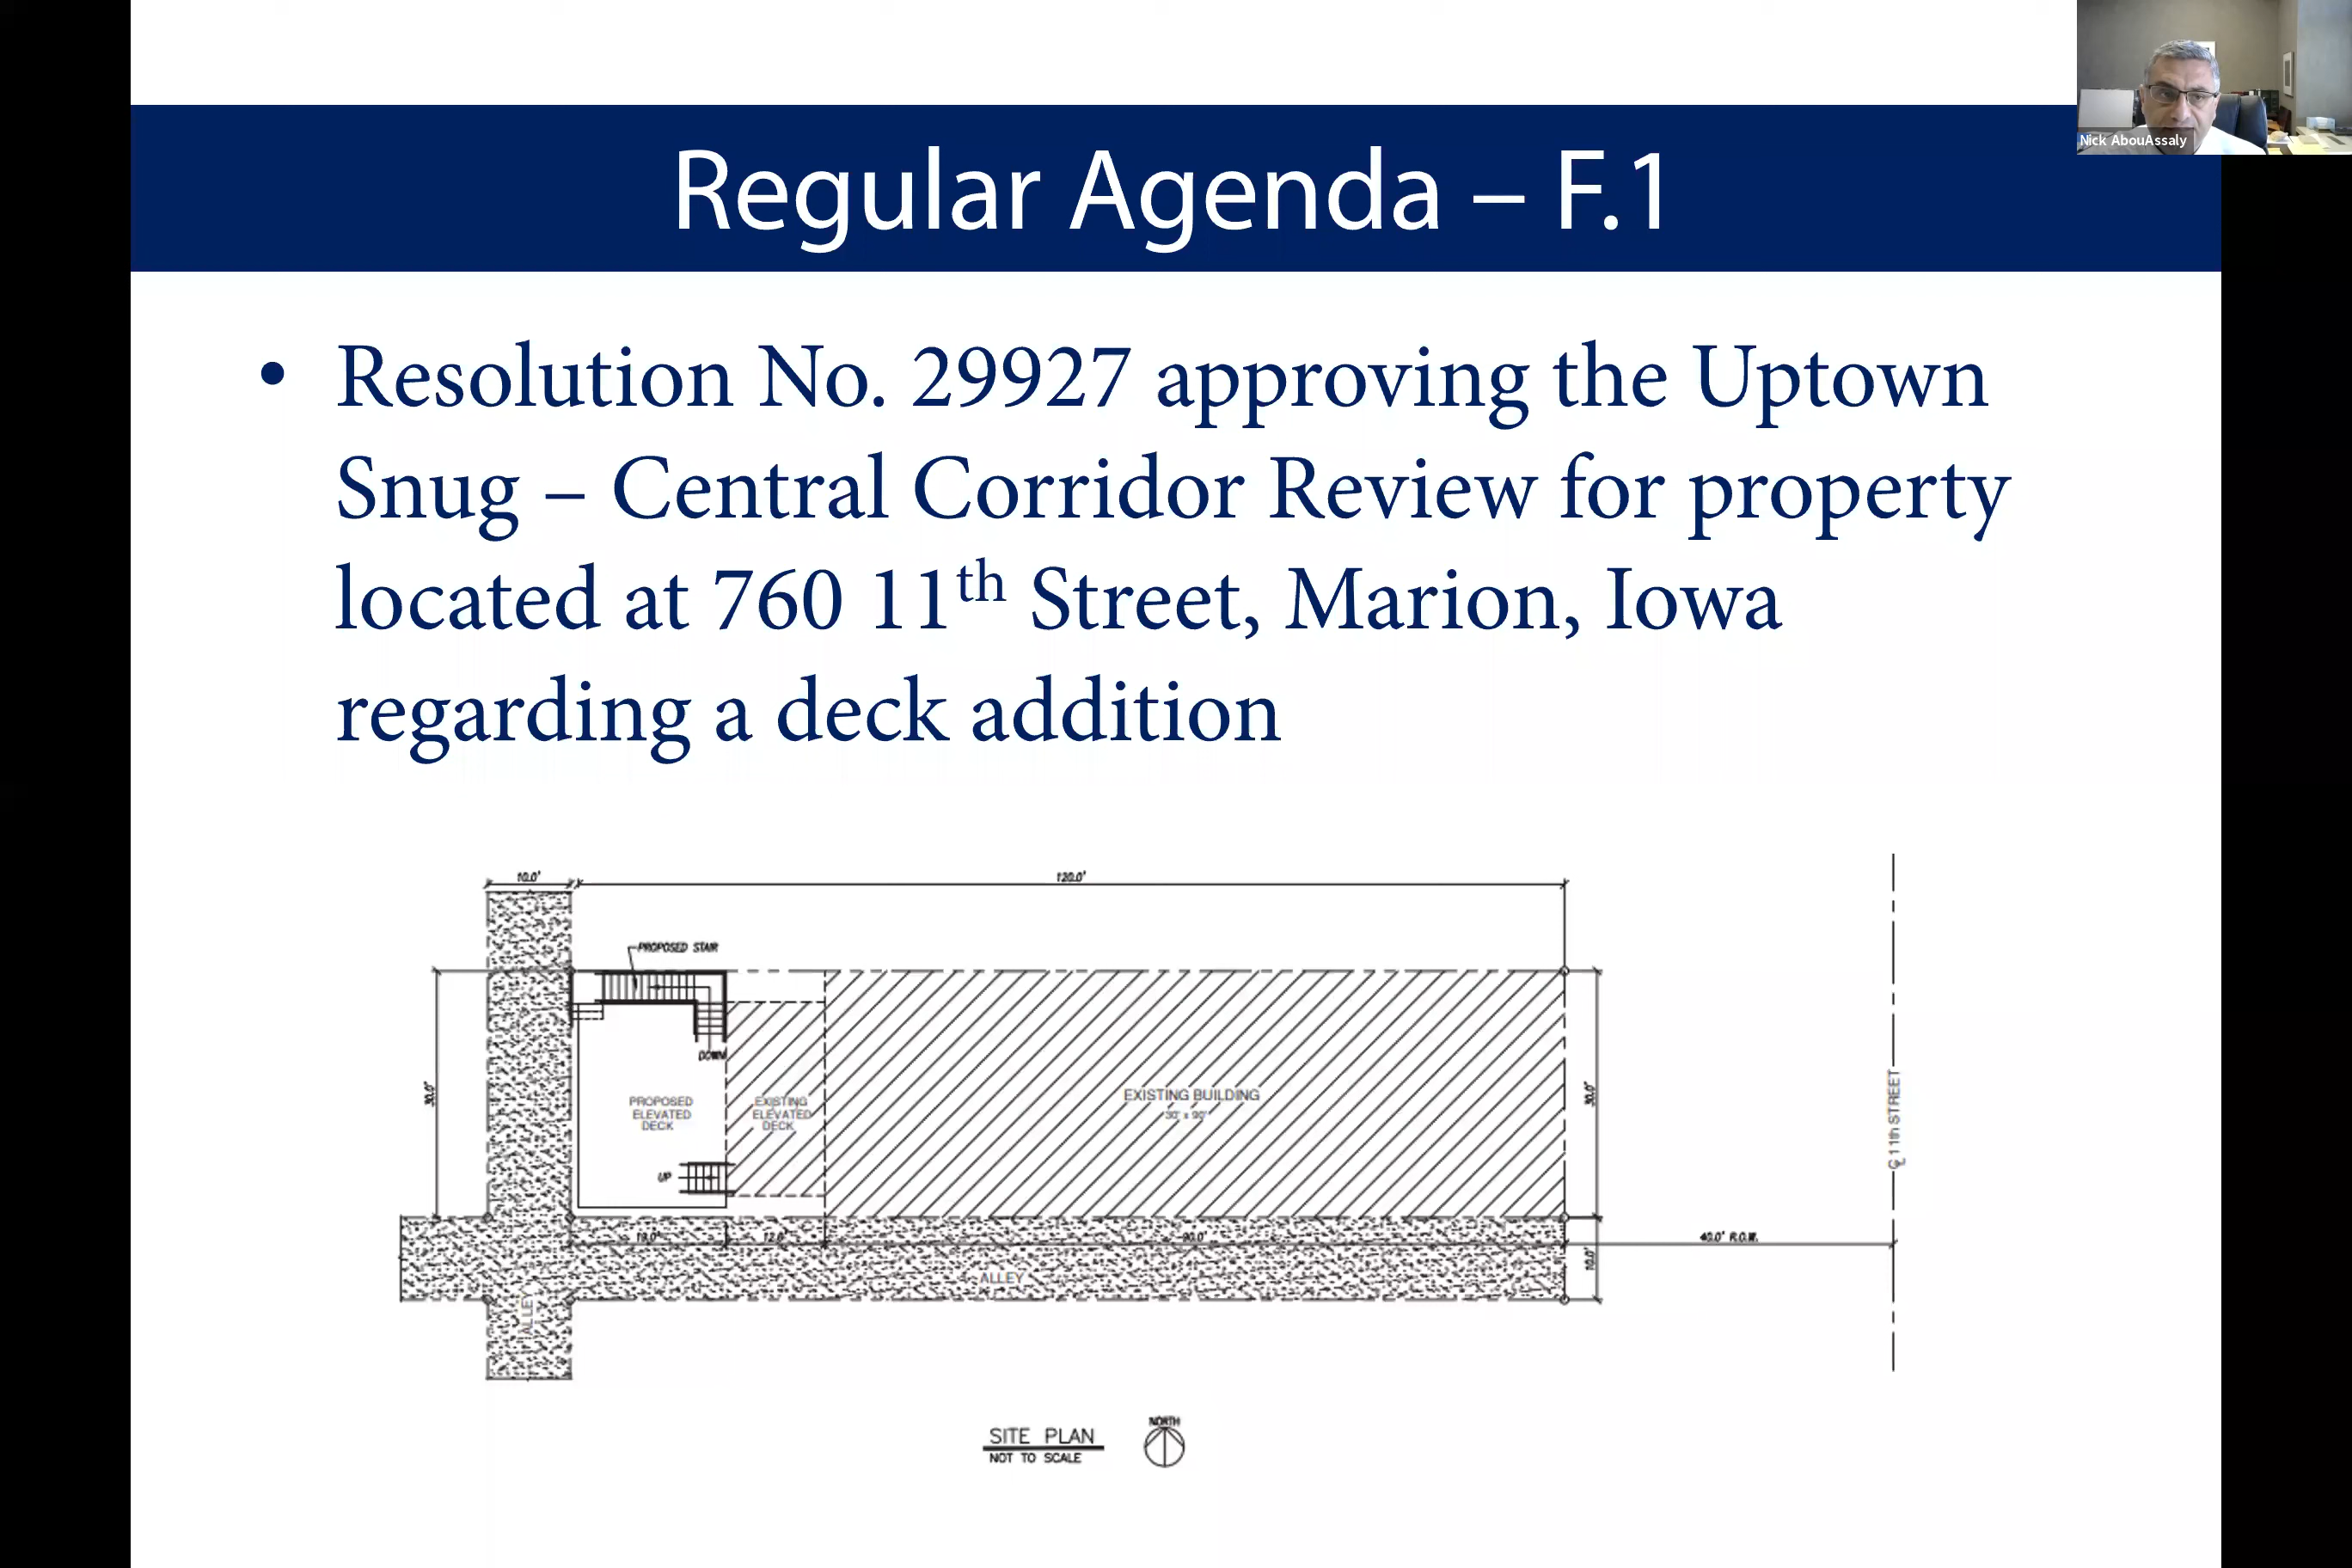 Regular Agenda – F.1
Nick AbouAssaly
• Resolution No. 29927 approving the Uptown
Snug – Central Corridor Review for property
located at 760 11th Street, Marion, Iowa
regarding a deck addition
10.0'
120.0'
PROPOSED STAIR
DOWN
30.0'
PROPOSED
ELEVATED
DECK
EXISTING
ELEVATED
DECK
EXISTING BUILDING
30' x 90'
30.0'
℄ 11th STREET
UP
19.0'
12.0'
90.0'
40.0' R.O.W.
10.0'
ALLEY
ALLEY
NORTH
SITE PLAN
NOT TO SCALE